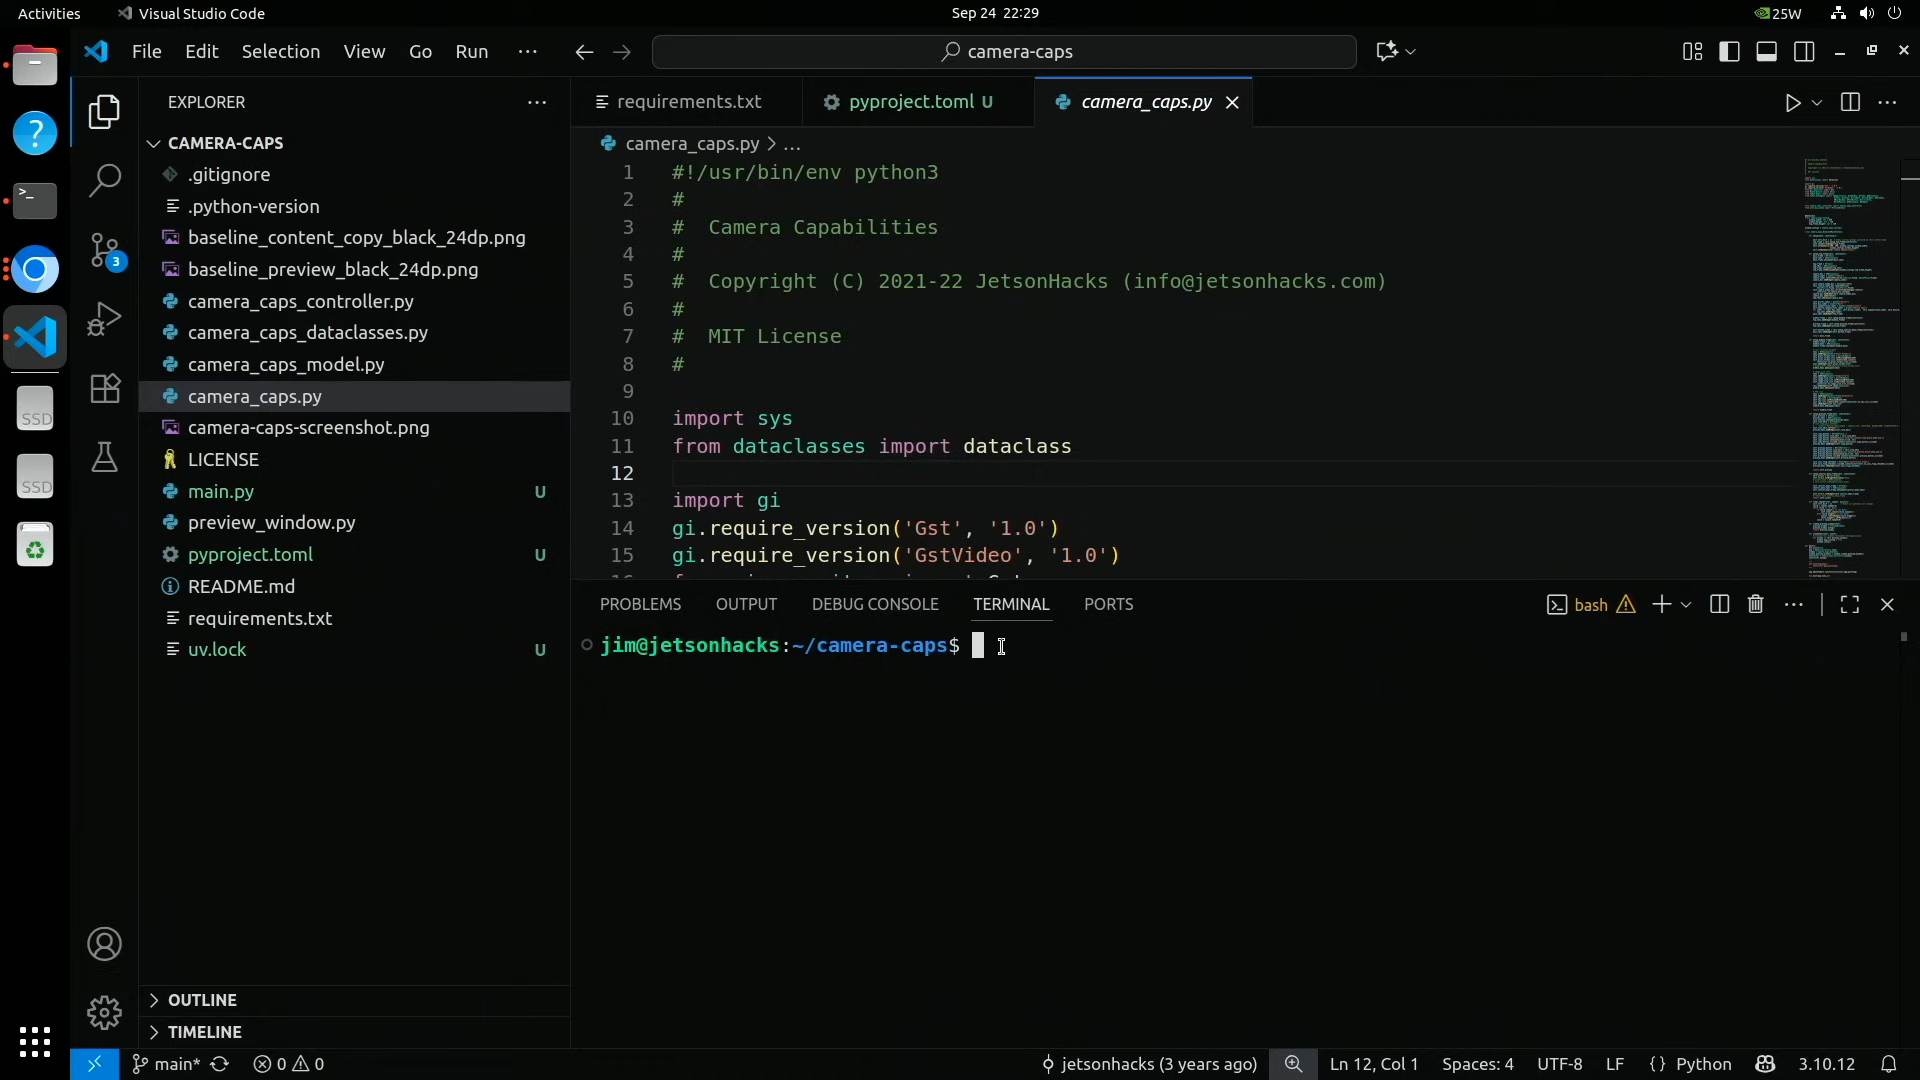 Activities
Visual Studio Code
Sep 24 22:29
25W
File Edit Selection View Go Run ···
camera-caps
EXPLORER
CAMERA-CAPS
.gitignore
.python-version
baseline_content_copy_black_24dp.png
baseline_preview_black_24dp.png
camera_caps_controller.py
camera_caps_dataclasses.py
camera_caps_model.py
camera_caps.py
camera-caps-screenshot.png
LICENSE
main.py U
preview_window.py
pyproject.toml U
README.md
requirements.txt
uv.lock U
OUTLINE
TIMELINE
3
SSD
SSD
requirements.txt
pyproject.toml U
camera_caps.py
camera_caps.py > ...
1 #!/usr/bin/env python3
2 #
3 #  Camera Capabilities
4 #
5 #  Copyright (C) 2021-22 JetsonHacks (info@jetsonhacks.com)
6 #
7 #  MIT License
8 #
9
10 import sys
11 from dataclasses import dataclass
12
13 import gi
14 gi.require_version('Gst', '1.0')
15 gi.require_version('GstVideo', '1.0')
PROBLEMS OUTPUT DEBUG CONSOLE TERMINAL PORTS
bash
jim@jetsonhacks:~/camera-caps$
main*
0 0
jetsonhacks (3 years ago)
Ln 12, Col 1
Spaces: 4
UTF-8
LF
{ } Python
3.10.12